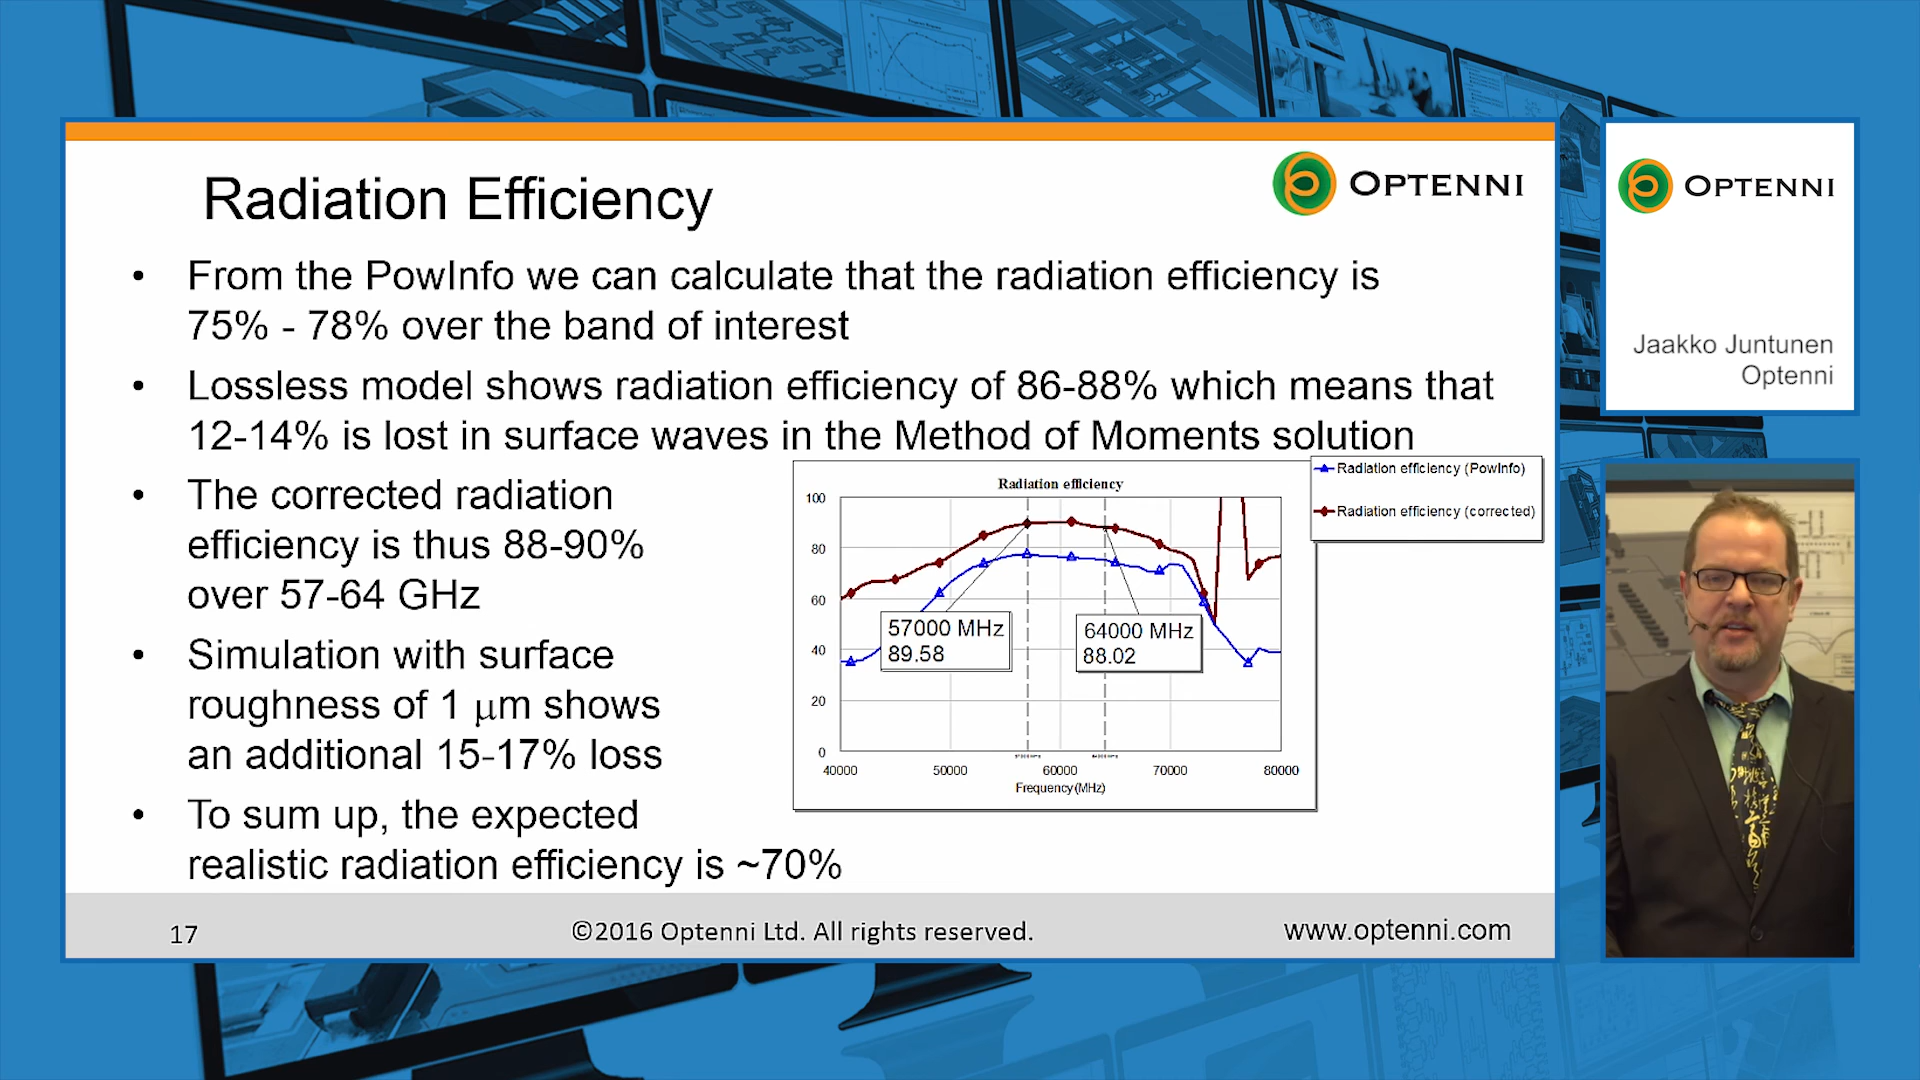 Radiation Efficiency
OPTENNI
• From the PowInfo we can calculate that the radiation efficiency is
75% - 78% over the band of interest
• Lossless model shows radiation efficiency of 86-88% which means that
12-14% is lost in surface waves in the Method of Moments solution
• The corrected radiation
efficiency is thus 88-90%
over 57-64 GHz
• Simulation with surface
roughness of 1 μm shows
an additional 15-17% loss
• To sum up, the expected
realistic radiation efficiency is ~70%
Radiation efficiency
Radiation efficiency (PowInfo)
Radiation efficiency (corrected)
100
80
60
40
20
0
57000 MHz
89.58
64000 MHz
88.02
40000 50000 60000 70000 80000
Frequency (MHz)
17
©2016 Optenni Ltd. All rights reserved.
www.optenni.com
OPTENNI
Jaakko Juntunen
Optenni